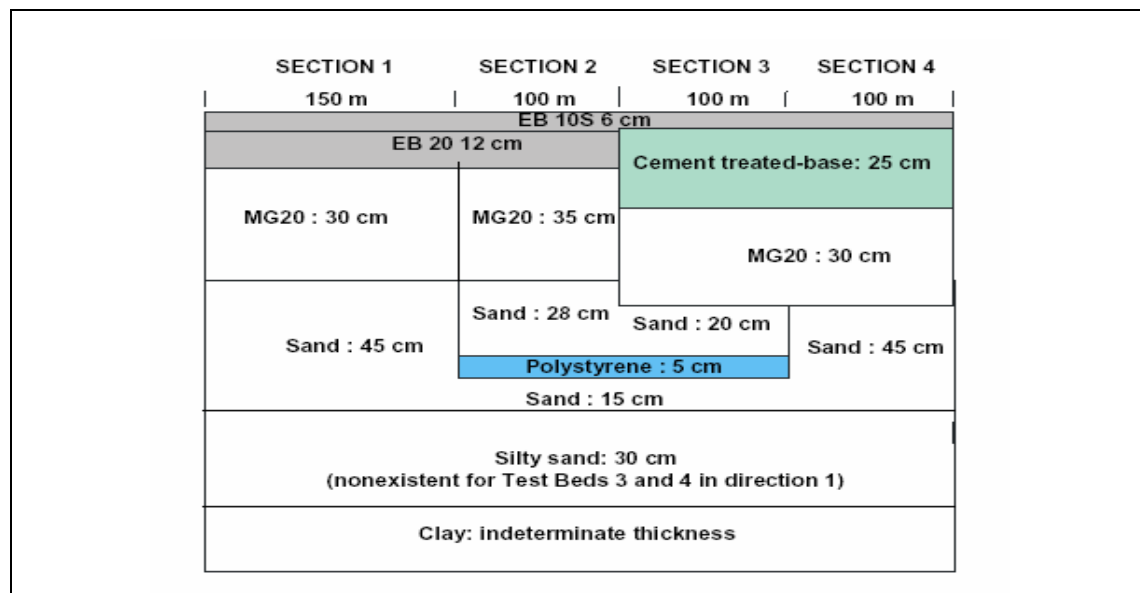 SECTION 1 SECTION 2 SECTION 3 SECTION 4
150 m 100 m 100 m 100 m
EB 10S 6 cm
EB 20 12 cm
Cement treated-base: 25 cm
MG20 : 30 cm MG20 : 35 cm
MG20 : 30 cm
Sand : 28 cm Sand : 20 cm
Sand : 45 cm Sand : 45 cm
Polystyrene : 5 cm
Sand : 15 cm
Silty sand: 30 cm
(nonexistent for Test Beds 3 and 4 in direction 1)
Clay: indeterminate thickness